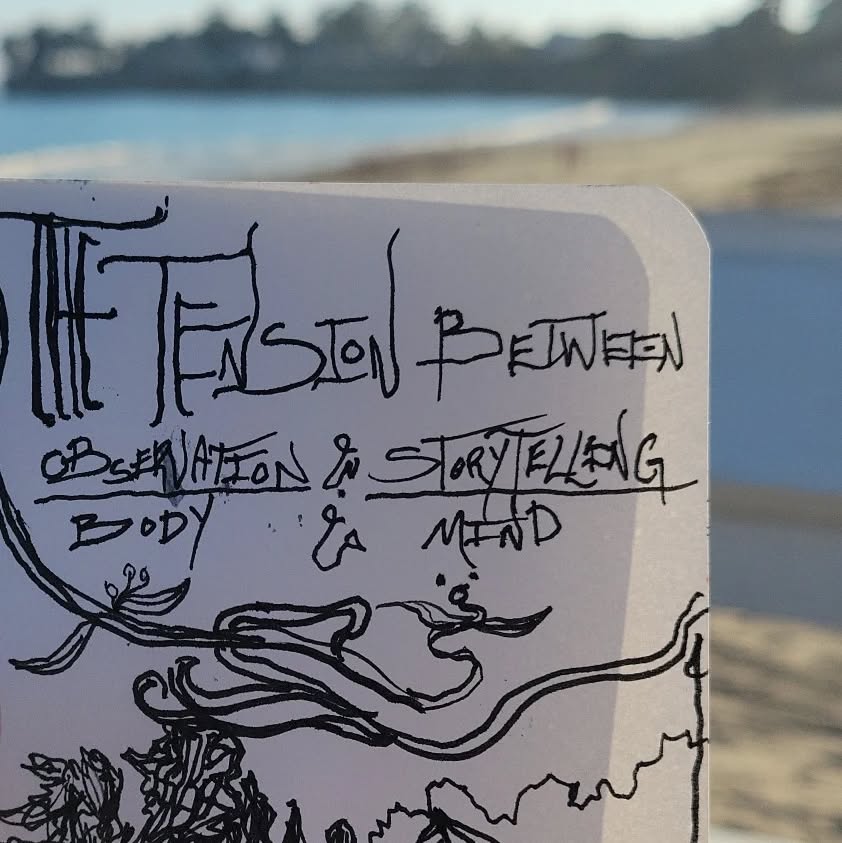 THE TENSION BETWEEN
OBSERVATION & STORYTELLING
BODY & MIND